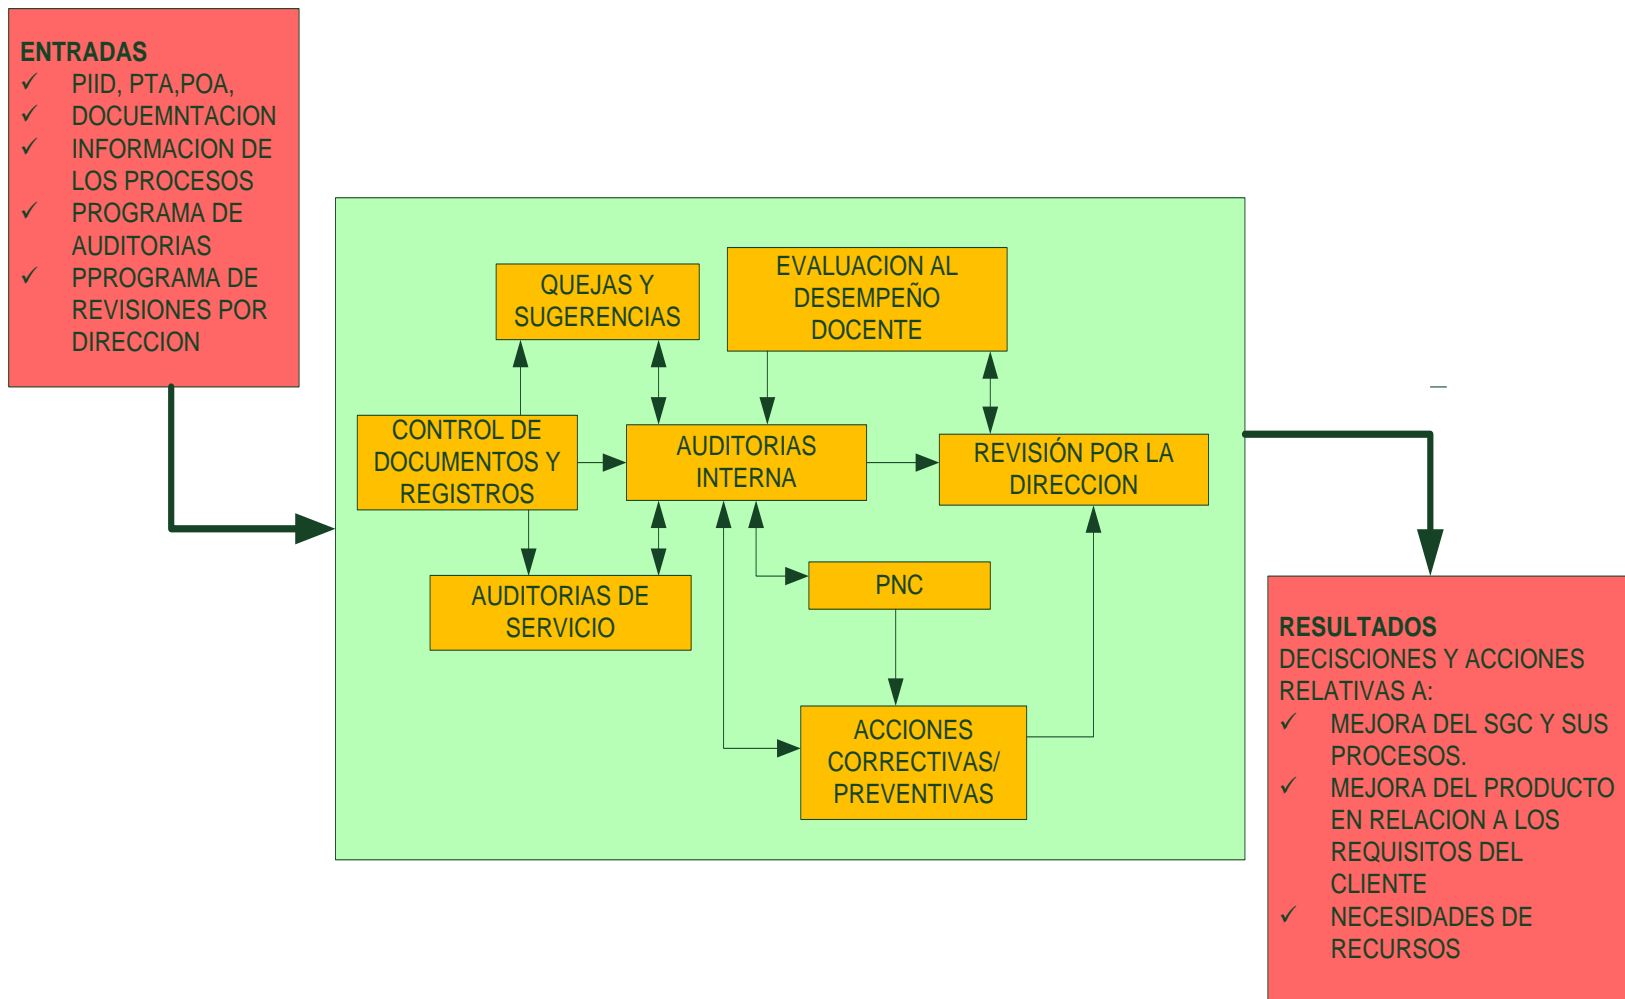 ENTRADAS
✓ PIID, PTA,POA,
✓ DOCUEMNTACION
✓ INFORMACION DE
LOS PROCESOS
✓ PROGRAMA DE
AUDITORIAS
✓ PPROGRAMA DE
REVISIONES POR
DIRECCION
QUEJAS Y
SUGERENCIAS
EVALUACION AL
DESEMPEÑO
DOCENTE
CONTROL DE
DOCUMENTOS Y
REGISTROS
AUDITORIAS
INTERNA
REVISIÓN POR LA
DIRECCION
AUDITORIAS DE
SERVICIO
PNC
ACCIONES
CORRECTIVAS/
PREVENTIVAS
RESULTADOS
DECISCIONES Y ACCIONES
RELATIVAS A:
✓ MEJORA DEL SGC Y SUS
PROCESOS.
✓ MEJORA DEL PRODUCTO
EN RELACION A LOS
REQUISITOS DEL
CLIENTE
✓ NECESIDADES DE
RECURSOS